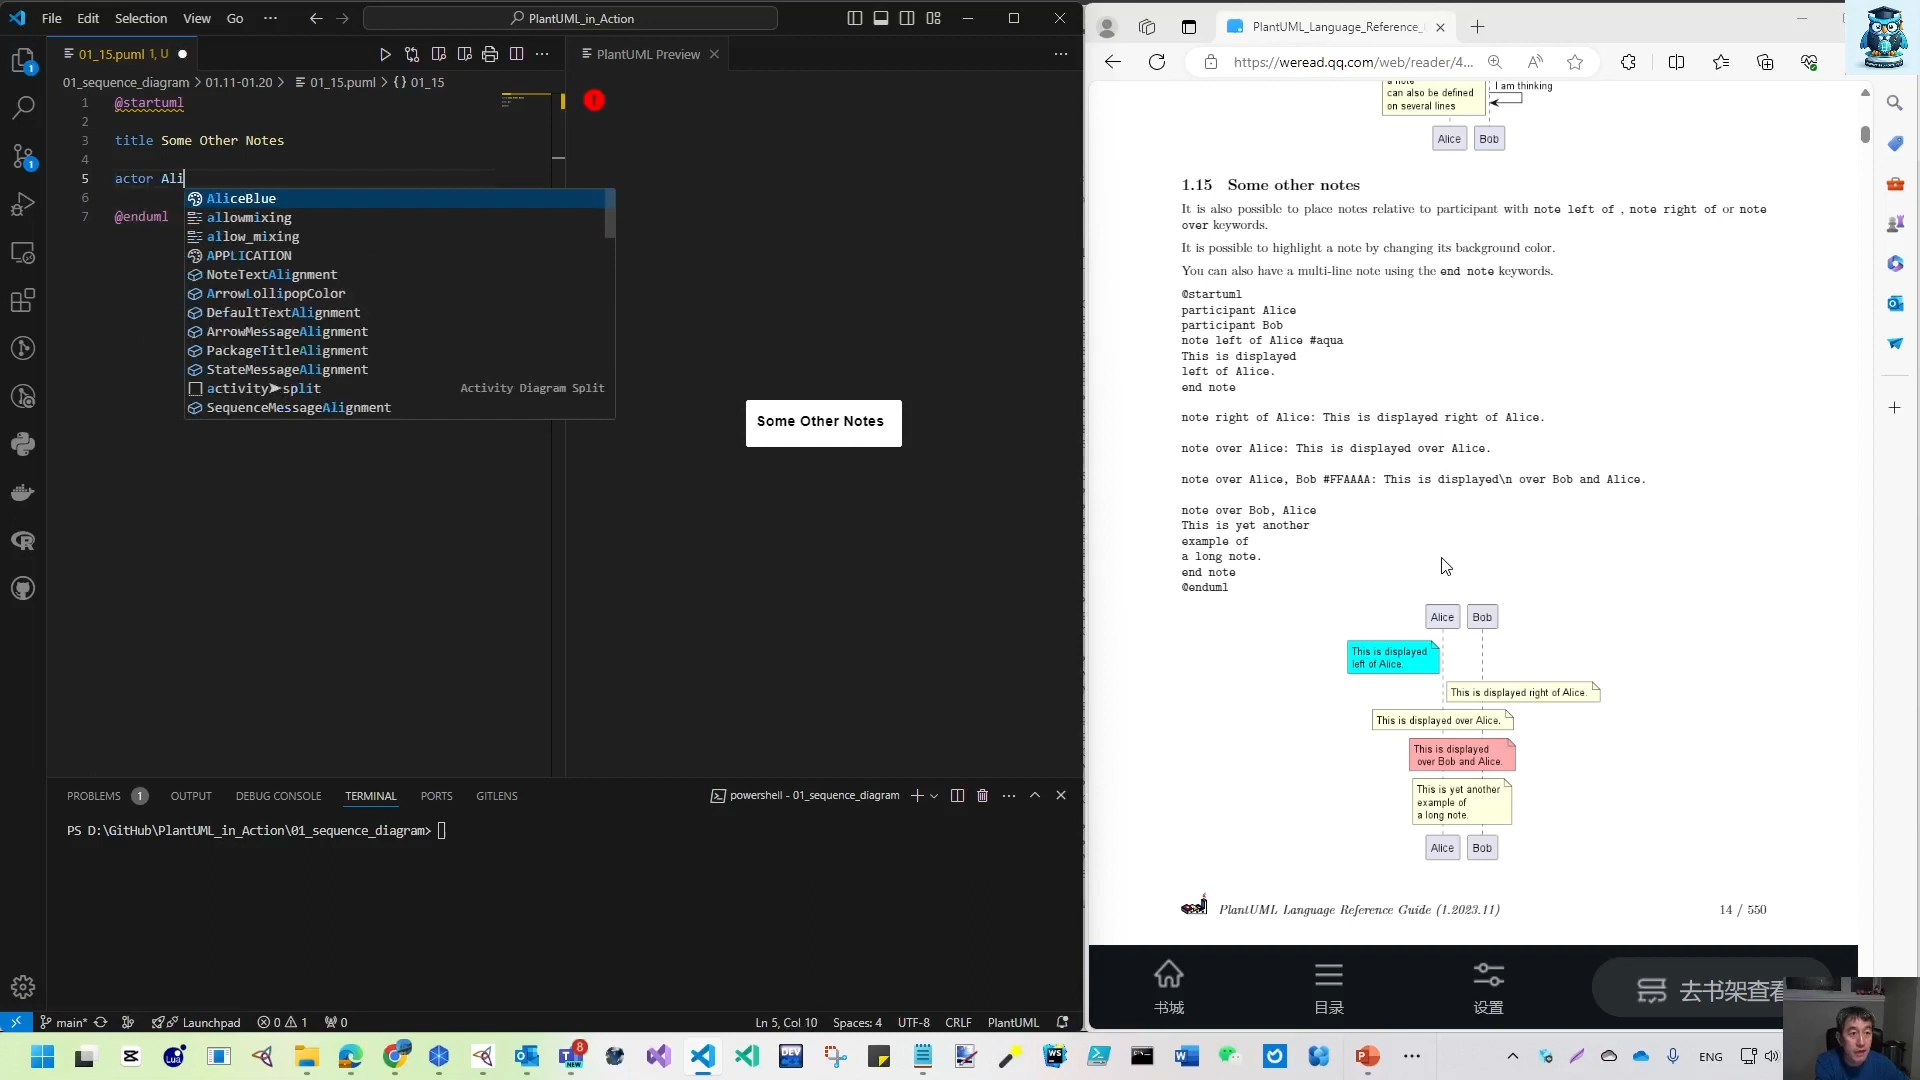 File Edit Selection View Go ··· PlantUML_in_Action
01_15.puml 1, U
PlantUML Preview
01_sequence_diagram > 01.11-01.20 > 01_15.puml > {} 01_15
1 @startuml
2
3 title Some Other Notes
4
5 actor Ali
6
7 @enduml
AliceBlue
allowmixing
allow_mixing
APPLICATION
NoteTextAlignment
ArrowLollipopColor
DefaultTextAlignment
ArrowMessageAlignment
PackageTitleAlignment
StateMessageAlignment
activity➤split Activity Diagram Split
SequenceMessageAlignment
Some Other Notes
PROBLEMS 1 OUTPUT DEBUG CONSOLE TERMINAL PORTS GITLENS
powershell - 01_sequence_diagram
PS D:\GitHub\PlantUML_in_Action\01_sequence_diagram>
main* Launchpad 0 1 0
Ln 5, Col 10 Spaces: 4 UTF-8 CRLF PlantUML
PlantUML_Language_Reference_
https://weread.qq.com/web/reader/4...
a note
can also be defined
on several lines
I am thinking
Alice Bob
1.15 Some other notes
It is also possible to place notes relative to participant with note left of , note right of or note
over keywords.
It is possible to highlight a note by changing its background color.
You can also have a multi-line note using the end note keywords.
@startuml
participant Alice
participant Bob
note left of Alice #aqua
This is displayed
left of Alice.
end note
note right of Alice: This is displayed right of Alice.
note over Alice: This is displayed over Alice.
note over Alice, Bob #FFAAAA: This is displayed\n over Bob and Alice.
note over Bob, Alice
This is yet another
example of
a long note.
end note
@enduml
Alice Bob
This is displayed
left of Alice.
This is displayed right of Alice.
This is displayed over Alice.
This is displayed
over Bob and Alice.
This is yet another
example of
a long note.
Alice Bob
PlantUML Language Reference Guide (1.2023.11) 14 / 550
书城 目录 设置 去书架查看
ENG